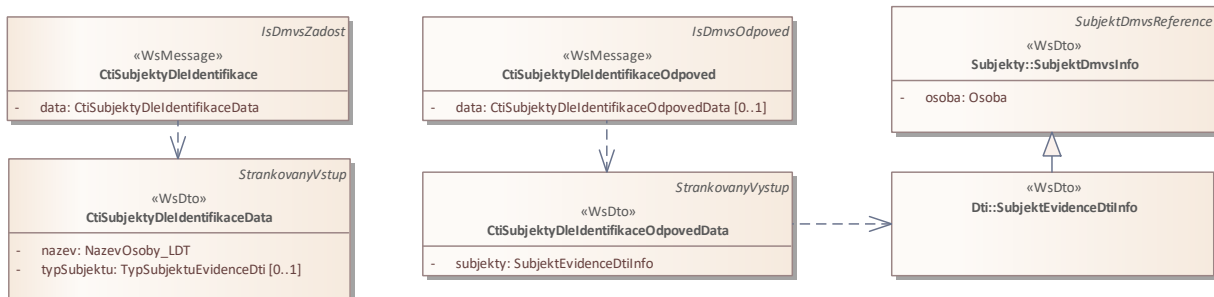 IsDmvsZadost
«WsMessage»
CtiSubjektyDleIdentifikace
- data: CtiSubjektyDleIdentifikaceData
StrankovanyVstup
«WsDto»
CtiSubjektyDleIdentifikaceData
- nazev: NazevOsoby_LDT
- typSubjektu: TypSubjektuEvidenceDti [0..1]
IsDmvsOdpoved
«WsMessage»
CtiSubjektyDleIdentifikaceOdpoved
- data: CtiSubjektyDleIdentifikaceOdpovedData [0..1]
StrankovanyVystup
«WsDto»
CtiSubjektyDleIdentifikaceOdpovedData
- subjekty: SubjektEvidenceDtiInfo
SubjektDmvsReference
«WsDto»
Subjekty::SubjektDmvsInfo
- osoba: Osoba
«WsDto»
Dti::SubjektEvidenceDtiInfo